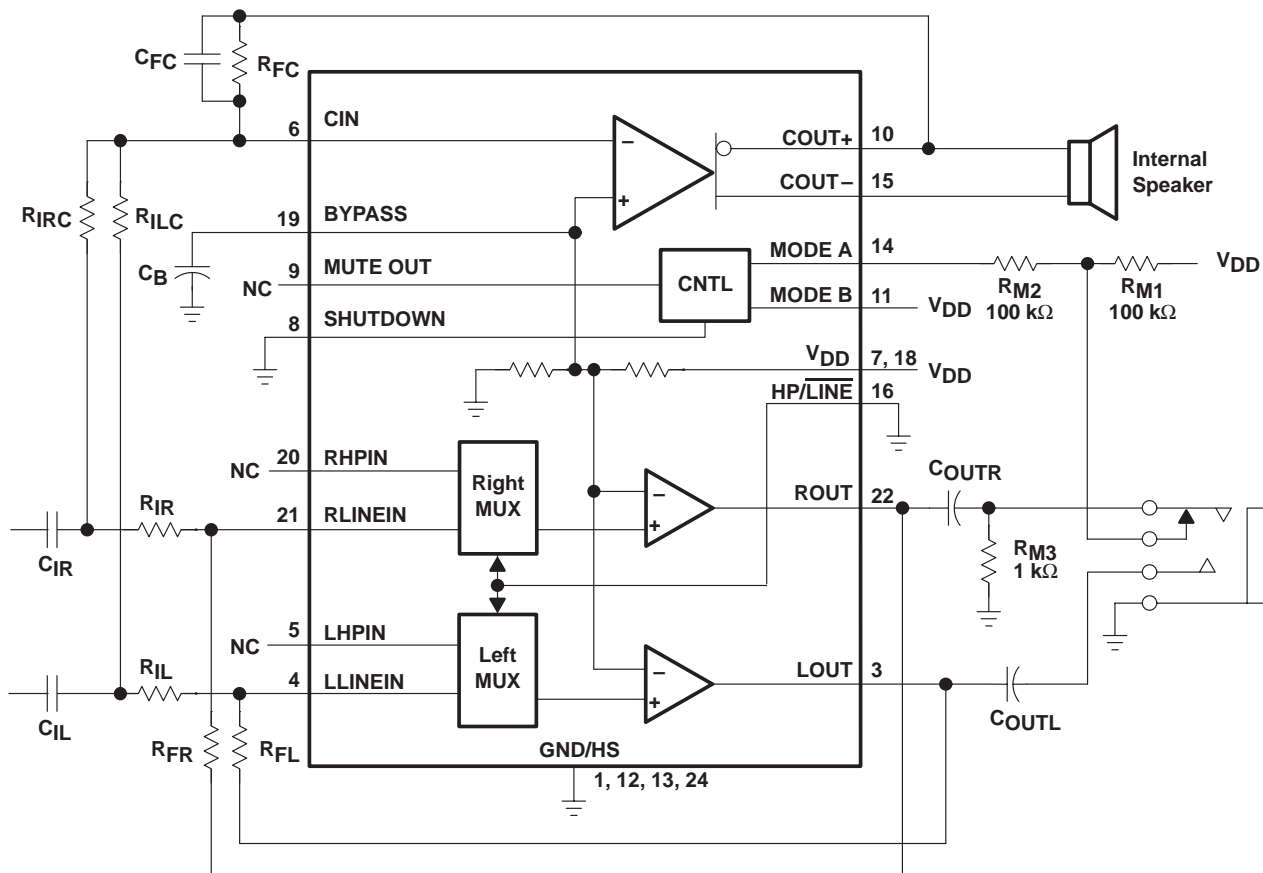 CFC
RFC
6
CIN
COUT+
10
COUT−
15
Internal
Speaker
−
+
RIRC
RILC
19
BYPASS
CB
9
MUTE OUT
NC
8
SHUTDOWN
CNTL
MODE A
14
MODE B
11
VDD
RM2
100 kΩ
RM1
100 kΩ
VDD
VDD
7, 18
VDD
HP/LINE
16
NC
20
RHPIN
Right
MUX
RIR
21
RLINEIN
CIR
−
+
ROUT
22
COUTR
RM3
1 kΩ
NC
5
LHPIN
Left
MUX
RIL
4
LLINEIN
CIL
−
+
LOUT
3
COUTL
RFR
RFL
GND/HS
1, 12, 13, 24